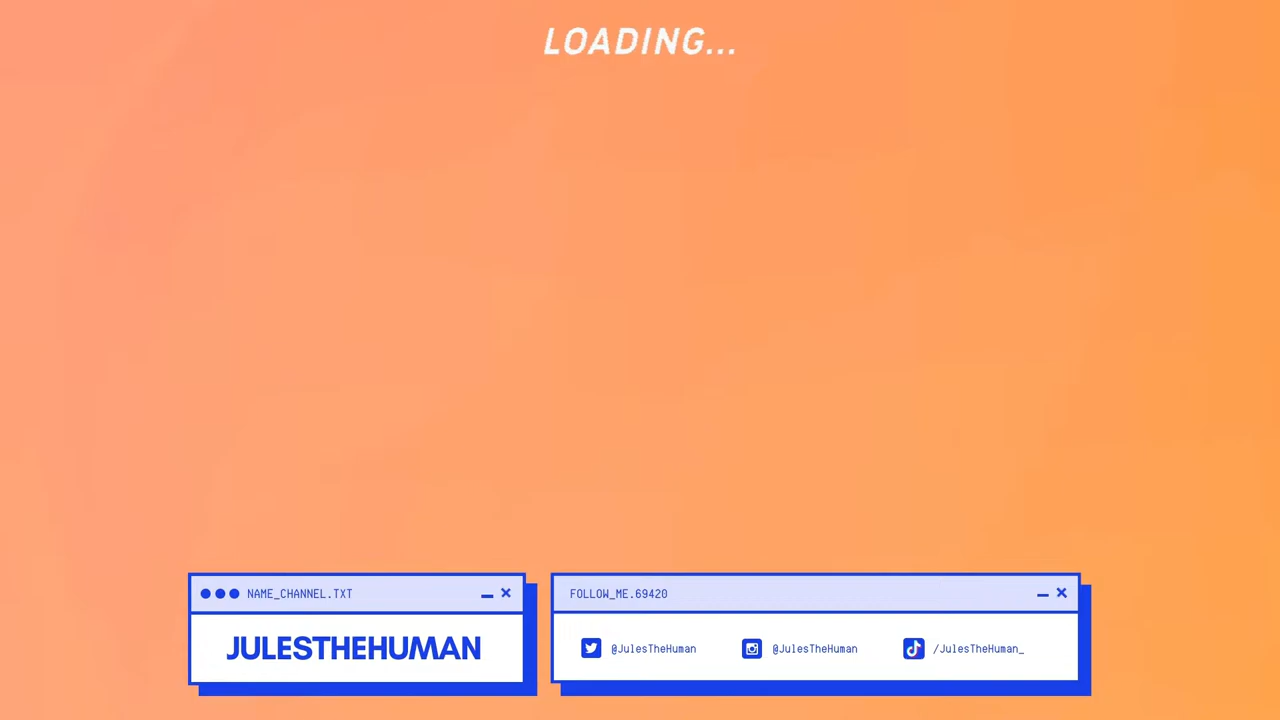 LOADING...
NAME_CHANNEL.TXT
JULESTHEHUMAN
FOLLOW_ME.69420
@JulesTheHuman @JulesTheHuman /JulesTheHuman_